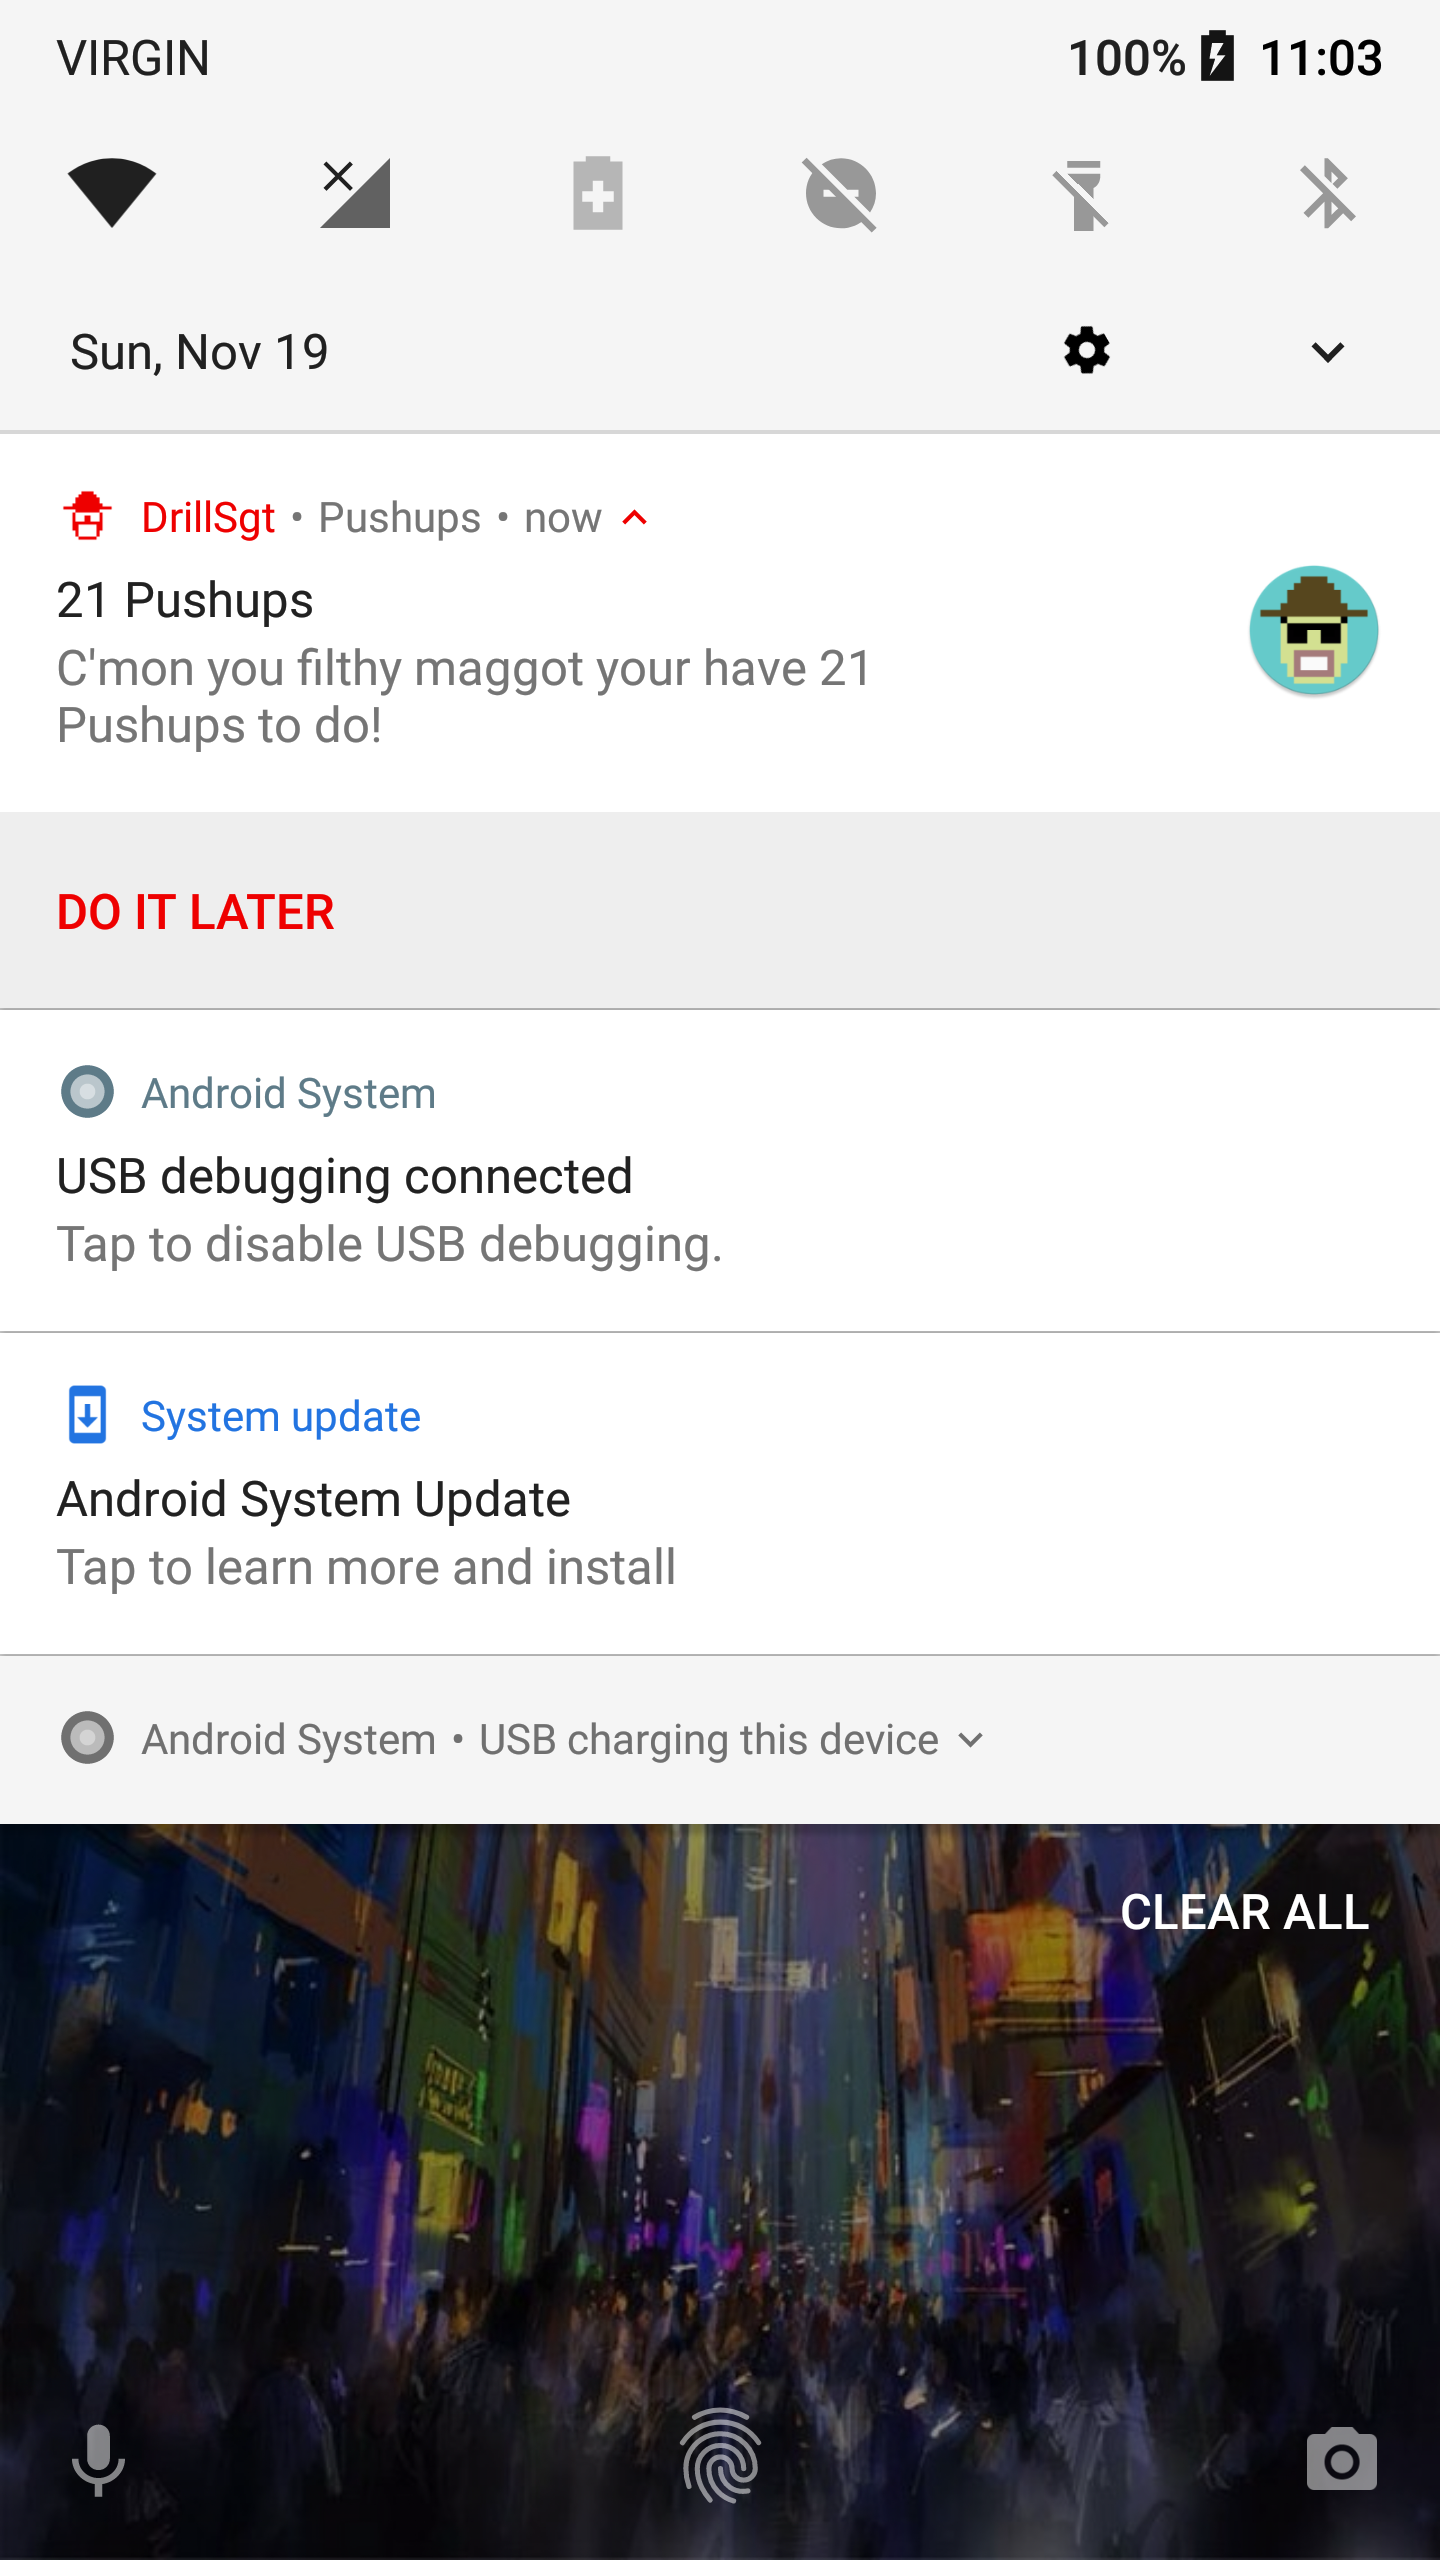 VIRGIN 100% 11:03
Sun, Nov 19
DrillSgt • Pushups • now
21 Pushups
C'mon you filthy maggot your have 21
Pushups to do!
DO IT LATER
Android System
USB debugging connected
Tap to disable USB debugging.
System update
Android System Update
Tap to learn more and install
Android System • USB charging this device
CLEAR ALL